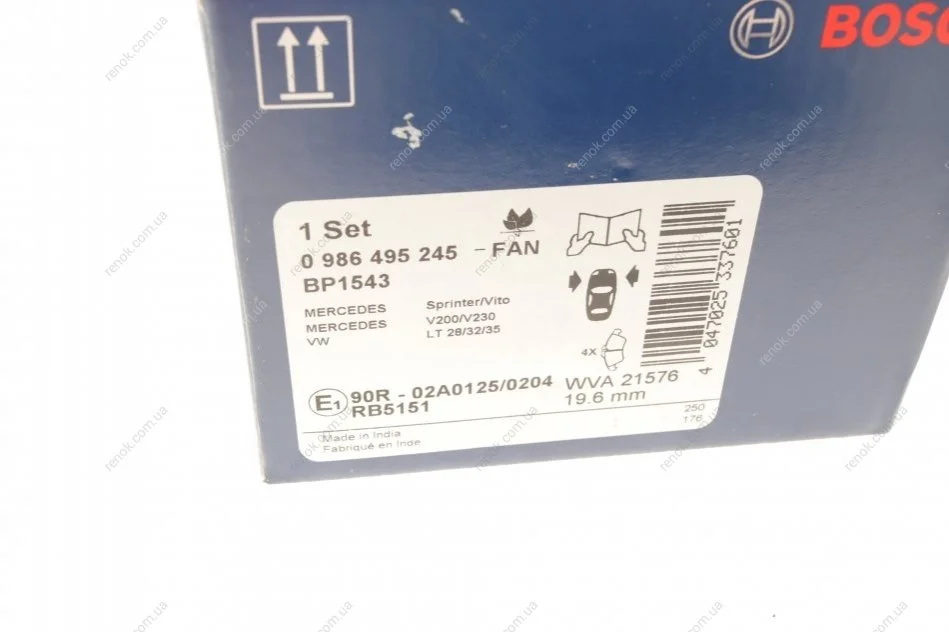 BOSC
1 Set
0 986 495 245 - FAN
BP1543
MERCEDES Sprinter/Vito
MERCEDES V200/V230
VW LT 28/32/35
4X
4 047025 337601
E1 90R - 02A0125/0204
RB5151
WVA 21576
19.6 mm
250
176
Made in India
Fabriqué en Inde
renok.com.ua